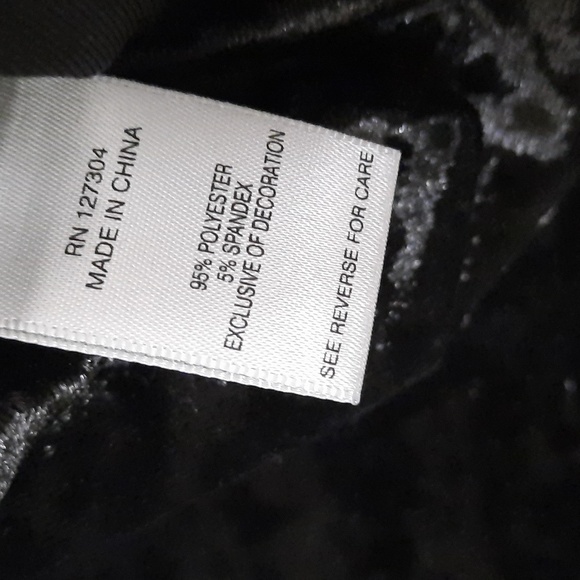 RN 127304
MADE IN CHINA
95% POLYESTER
5% SPANDEX
EXCLUSIVE OF DECORATION
SEE REVERSE FOR CARE